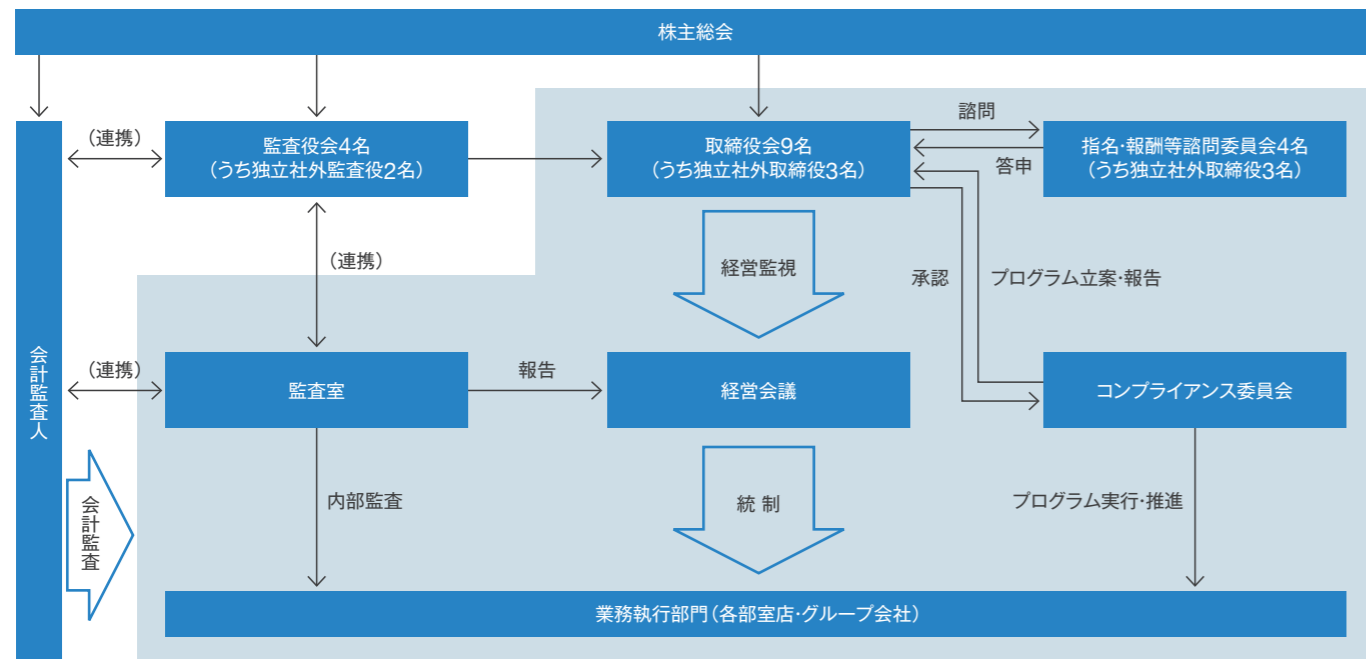 株主総会
(連携)
監査役会4名
(うち独立社外監査役2名)
取締役会9名
(うち独立社外取締役3名)
諮問
答申
指名・報酬等諮問委員会4名
(うち独立社外取締役3名)
(連携)
経営監視
承認
プログラム立案・報告
会計監査人
(連携)
監査室
報告
経営会議
コンプライアンス委員会
会計監査
内部監査
統制
プログラム実行・推進
業務執行部門(各部室店・グループ会社)